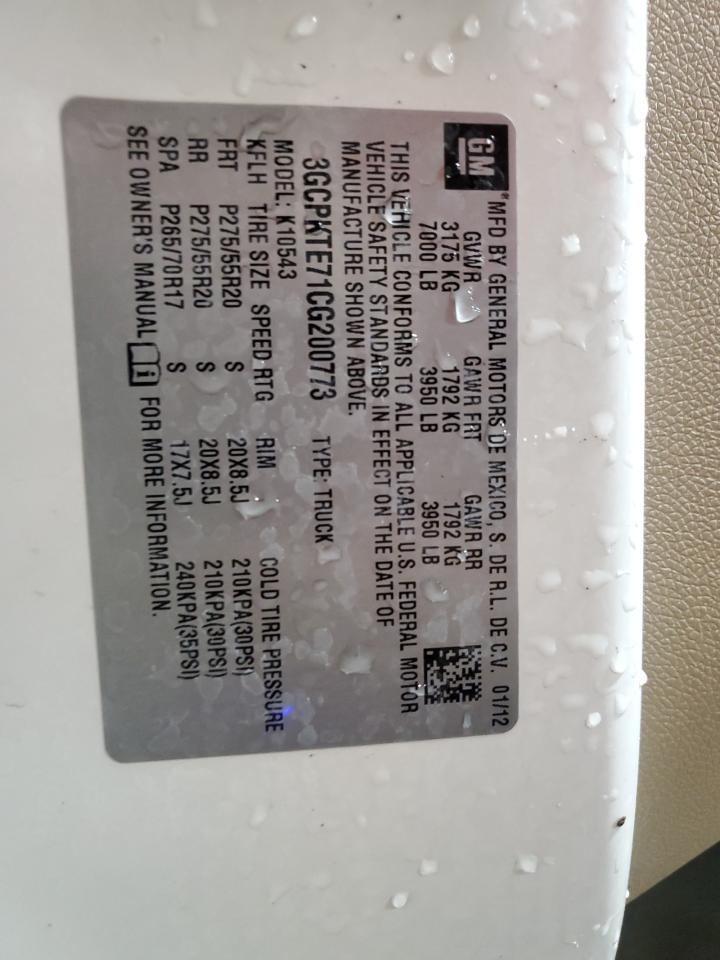 GM
MFD BY GENERAL MOTORS DE MEXICO, S. DE R.L. DE C.V. 01/12
GVWR GAWR FRT GAWR RR
3175 KG 1792 KG 1792 KG
7000 LB 3950 LB 3950 LB
THIS VEHICLE CONFORMS TO ALL APPLICABLE U.S. FEDERAL MOTOR
VEHICLE SAFETY STANDARDS IN EFFECT ON THE DATE OF
MANUFACTURE SHOWN ABOVE.
3GCPKTE71CG200773 TYPE: TRUCK
MODEL: K10543
KFLH TIRE SIZE SPEED RTG RIM COLD TIRE PRESSURE
FRT P275/55R20 S 20X8.5J 210KPA(30PSI)
RR P275/55R20 S 20X8.5J 210KPA(30PSI)
SPA P265/70R17 S 17X7.5J 240KPA(35PSI)
SEE OWNER'S MANUAL FOR MORE INFORMATION.